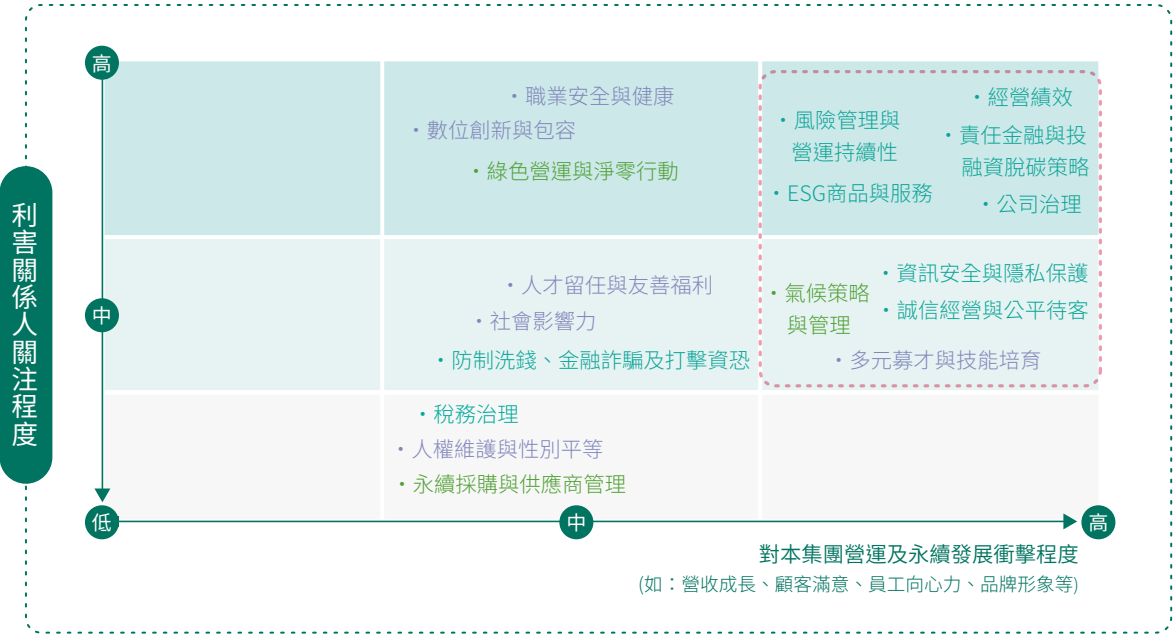 利害關係人關注程度
高
中
低
・職業安全與健康
・數位創新與包容
・綠色營運與淨零行動
・風險管理與
營運持續性
・ESG商品與服務
・經營績效
・責任金融與投
融資脫碳策略
・公司治理
・人才留任與友善福利
・社會影響力
・防制洗錢、金融詐騙及打擊資恐
・氣候策略
與管理
・資訊安全與隱私保護
・誠信經營與公平待客
・多元募才與技能培育
・稅務治理
・人權維護與性別平等
・永續採購與供應商管理
中
高
對本集團營運及永續發展衝擊程度
(如：營收成長、顧客滿意、員工向心力、品牌形象等)